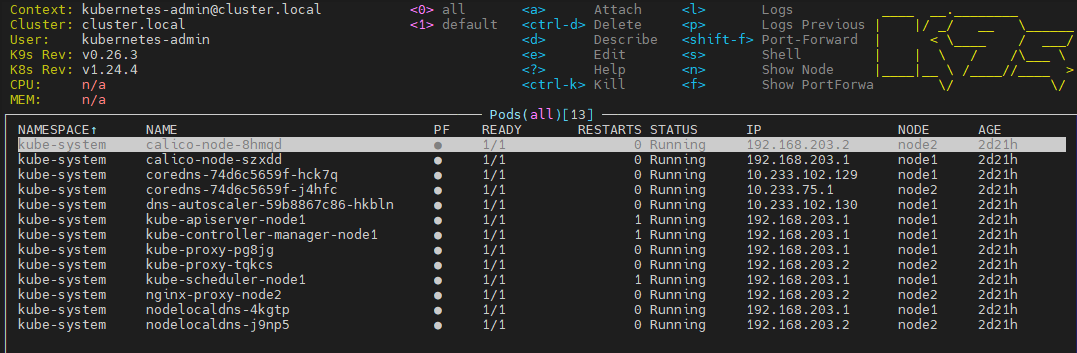 Context: kubernetes-admin@cluster.local <0> all <a> Attach <l> Logs
Cluster: cluster.local <1> default <ctrl-d> Delete <p> Logs Previous
User: kubernetes-admin <d> Describe <shift-f> Port-Forward
K9s Rev: v0.26.3 <e> Edit <s> Shell
K8s Rev: v1.24.4 <?> Help <n> Show Node
CPU: n/a <ctrl-k> Kill <f> Show PortForwa
MEM: n/a
Pods(all)[13]
NAMESPACE↑ NAME PF READY RESTARTS STATUS IP NODE AGE
kube-system calico-node-8hmqd ● 1/1 0 Running 192.168.203.2 node2 2d21h
kube-system calico-node-szxdd ● 1/1 0 Running 192.168.203.1 node1 2d21h
kube-system coredns-74d6c5659f-hck7q ● 1/1 0 Running 10.233.102.129 node1 2d21h
kube-system coredns-74d6c5659f-j4hfc ● 1/1 0 Running 10.233.75.1 node2 2d21h
kube-system dns-autoscaler-59b8867c86-hkbln ● 1/1 0 Running 10.233.102.130 node1 2d21h
kube-system kube-apiserver-node1 ● 1/1 1 Running 192.168.203.1 node1 2d21h
kube-system kube-controller-manager-node1 ● 1/1 1 Running 192.168.203.1 node1 2d21h
kube-system kube-proxy-pg8jg ● 1/1 0 Running 192.168.203.1 node1 2d21h
kube-system kube-proxy-tqkcs ● 1/1 0 Running 192.168.203.2 node2 2d21h
kube-system kube-scheduler-node1 ● 1/1 1 Running 192.168.203.1 node1 2d21h
kube-system nginx-proxy-node2 ● 1/1 0 Running 192.168.203.2 node2 2d21h
kube-system nodelocaldns-4kgtp ● 1/1 0 Running 192.168.203.1 node1 2d21h
kube-system nodelocaldns-j9np5 ● 1/1 0 Running 192.168.203.2 node2 2d21h